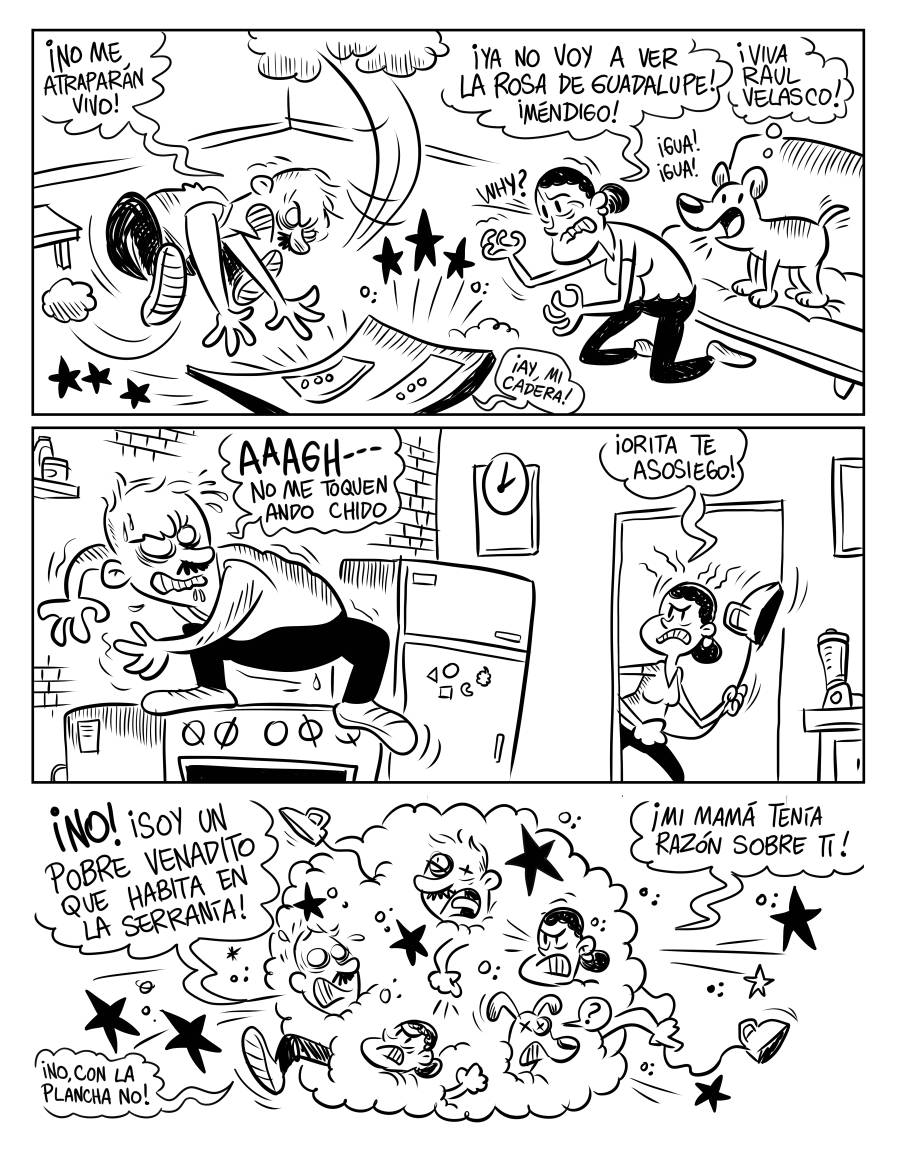 ¡NO ME
ATRAPARÁN
VIVO!
¡YA NO VOY A VER
LA ROSA DE GUADALUPE!
¡MÉNDIGO!
¡VIVA
RAUL
VELASCO!
¡GUA!
¡GUA!
WHY?
¡AY, MI
CADERA!
AAAGH---
NO ME TOQUEN
ANDO CHIDO
¡ORITA TE
ASOSIEGO!
¡NO! ¡SOY UN
POBRE VENADITO
QUE HABITA EN
LA SERRANÍA!
¡MI MAMÁ TENÍA
RAZÓN SOBRE TI!
?
¡NO, CON LA
PLANCHA NO!